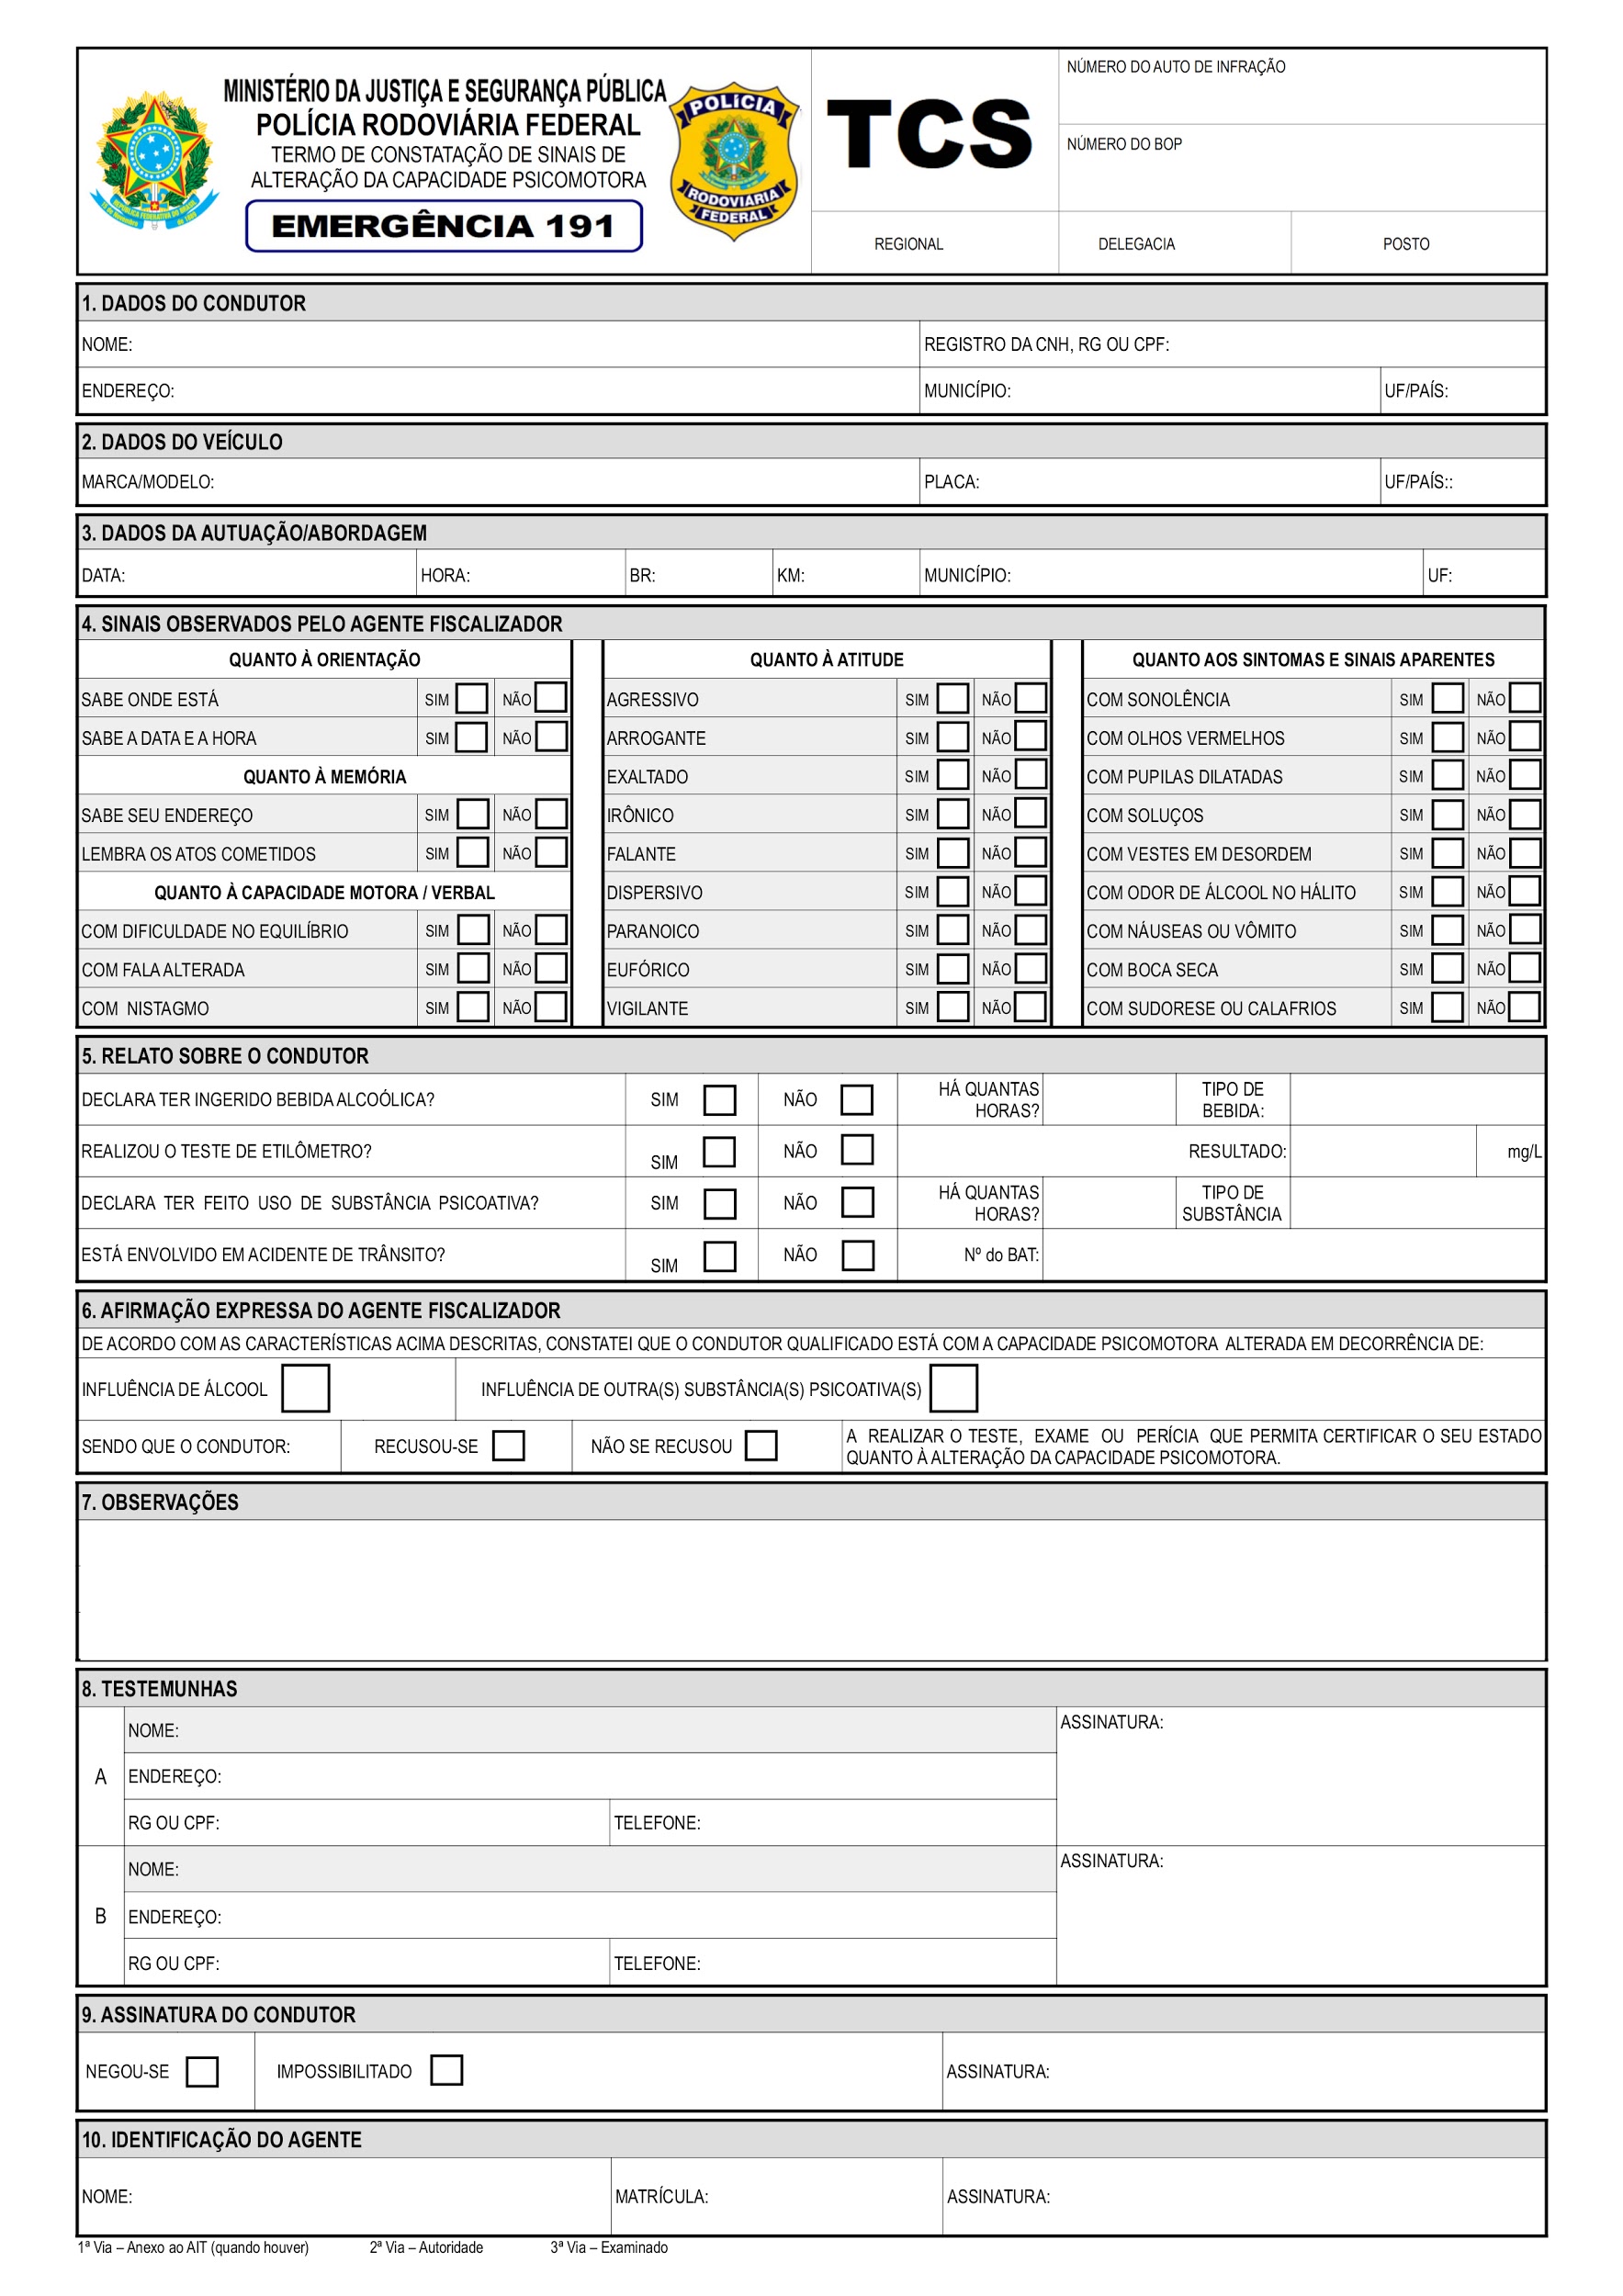 MINISTÉRIO DA JUSTIÇA E SEGURANÇA PÚBLICA
POLÍCIA RODOVIÁRIA FEDERAL
TERMO DE CONSTATAÇÃO DE SINAIS DE
ALTERAÇÃO DA CAPACIDADE PSICOMOTORA
EMERGÊNCIA 191
POLÍCIA
RODOVIÁRIA
FEDERAL
TCS
NÚMERO DO AUTO DE INFRAÇÃO
NÚMERO DO BOP
REGIONAL DELEGACIA POSTO
1. DADOS DO CONDUTOR
NOME: REGISTRO DA CNH, RG OU CPF:
ENDEREÇO: MUNICÍPIO: UF/PAÍS:
2. DADOS DO VEÍCULO
MARCA/MODELO: PLACA: UF/PAÍS::
3. DADOS DA AUTUAÇÃO/ABORDAGEM
DATA: HORA: BR: KM: MUNICÍPIO: UF:
4. SINAIS OBSERVADOS PELO AGENTE FISCALIZADOR
QUANTO À ORIENTAÇÃO
SABE ONDE ESTÁ SIM NÃO
SABE A DATA E A HORA SIM NÃO
QUANTO À MEMÓRIA
SABE SEU ENDEREÇO SIM NÃO
LEMBRA OS ATOS COMETIDOS SIM NÃO
QUANTO À CAPACIDADE MOTORA / VERBAL
COM DIFICULDADE NO EQUILÍBRIO SIM NÃO
COM FALA ALTERADA SIM NÃO
COM NISTAGMO SIM NÃO
QUANTO À ATITUDE
AGRESSIVO SIM NÃO
ARROGANTE SIM NÃO
EXALTADO SIM NÃO
IRÔNICO SIM NÃO
FALANTE SIM NÃO
DISPERSIVO SIM NÃO
PARANOICO SIM NÃO
EUFÓRICO SIM NÃO
VIGILANTE SIM NÃO
QUANTO AOS SINTOMAS E SINAIS APARENTES
COM SONOLÊNCIA SIM NÃO
COM OLHOS VERMELHOS SIM NÃO
COM PUPILAS DILATADAS SIM NÃO
COM SOLUÇOS SIM NÃO
COM VESTES EM DESORDEM SIM NÃO
COM ODOR DE ÁLCOOL NO HÁLITO SIM NÃO
COM NÁUSEAS OU VÔMITO SIM NÃO
COM BOCA SECA SIM NÃO
COM SUDORESE OU CALAFRIOS SIM NÃO
5. RELATO SOBRE O CONDUTOR
DECLARA TER INGERIDO BEBIDA ALCOÓLICA? SIM NÃO HÁ QUANTAS HORAS? TIPO DE BEBIDA:
REALIZOU O TESTE DE ETILÔMETRO? SIM NÃO RESULTADO: mg/L
DECLARA TER FEITO USO DE SUBSTÂNCIA PSICOATIVA? SIM NÃO HÁ QUANTAS HORAS? TIPO DE SUBSTÂNCIA
ESTÁ ENVOLVIDO EM ACIDENTE DE TRÂNSITO? SIM NÃO Nº do BAT:
6. AFIRMAÇÃO EXPRESSA DO AGENTE FISCALIZADOR
DE ACORDO COM AS CARACTERÍSTICAS ACIMA DESCRITAS, CONSTATEI QUE O CONDUTOR QUALIFICADO ESTÁ COM A CAPACIDADE PSICOMOTORA ALTERADA EM DECORRÊNCIA DE:
INFLUÊNCIA DE ÁLCOOL INFLUÊNCIA DE OUTRA(S) SUBSTÂNCIA(S) PSICOATIVA(S)
SENDO QUE O CONDUTOR: RECUSOU-SE NÃO SE RECUSOU A REALIZAR O TESTE, EXAME OU PERÍCIA QUE PERMITA CERTIFICAR O SEU ESTADO
QUANTO À ALTERAÇÃO DA CAPACIDADE PSICOMOTORA.
7. OBSERVAÇÕES
8. TESTEMUNHAS
A
NOME: ASSINATURA:
ENDEREÇO:
RG OU CPF: TELEFONE:
B
NOME: ASSINATURA:
ENDEREÇO:
RG OU CPF: TELEFONE:
9. ASSINATURA DO CONDUTOR
NEGOU-SE IMPOSSIBILITADO ASSINATURA:
10. IDENTIFICAÇÃO DO AGENTE
NOME: MATRÍCULA: ASSINATURA:
1ª Via – Anexo ao AIT (quando houver) 2ª Via – Autoridade 3ª Via – Examinado